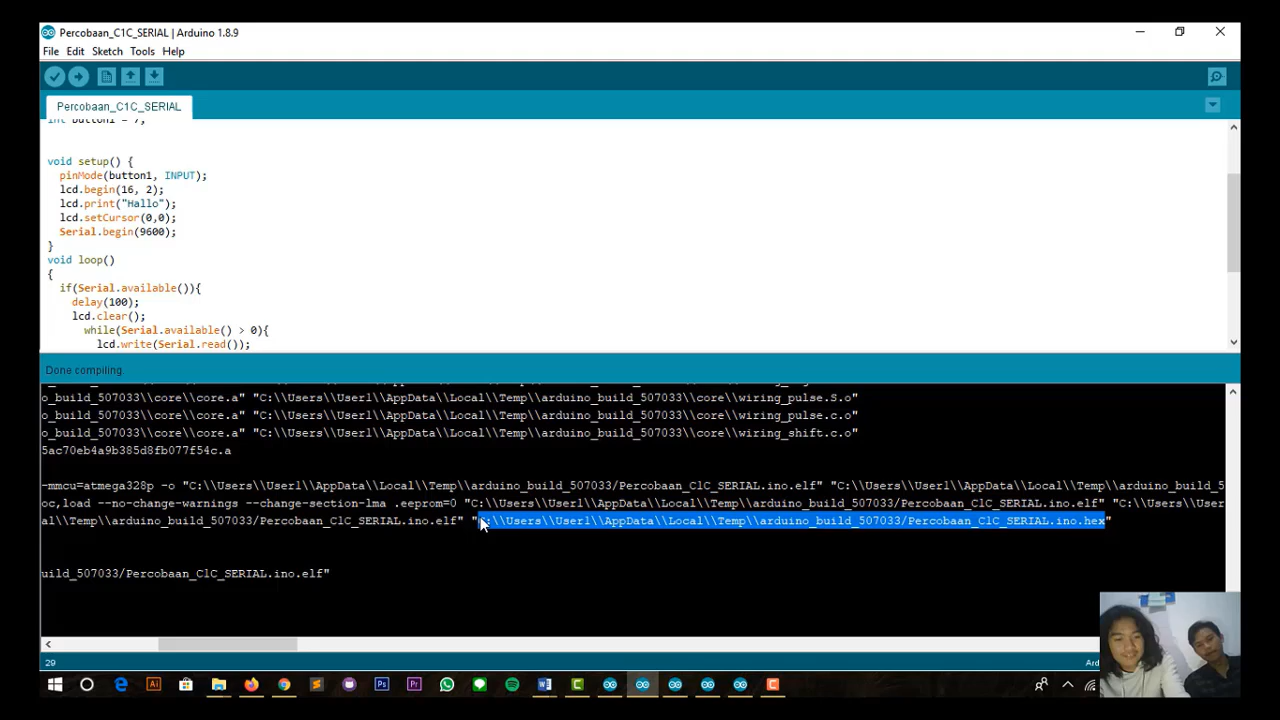 Percobaan_C1C_SERIAL | Arduino 1.8.9
File Edit Sketch Tools Help
Percobaan_C1C_SERIAL
int button1 = 7;
void setup() {
pinMode(button1, INPUT);
lcd.begin(16, 2);
lcd.print("Hallo");
lcd.setCursor(0,0);
Serial.begin(9600);
}
void loop()
{
if(Serial.available()){
delay(100);
lcd.clear();
while(Serial.available() > 0){
lcd.write(Serial.read());
Done compiling.
o_build_507033\\core\\core.a" "C:\\Users\\User1\\AppData\\Local\\Temp\\arduino_build_507033\\core\\wiring_pulse.S.o"
o_build_507033\\core\\core.a" "C:\\Users\\User1\\AppData\\Local\\Temp\\arduino_build_507033\\core\\wiring_pulse.c.o"
o_build_507033\\core\\core.a" "C:\\Users\\User1\\AppData\\Local\\Temp\\arduino_build_507033\\core\\wiring_shift.c.o"
5ac70eb4a9b385d8fb077f54c.a
-mmcu=atmega328p -o "C:\\Users\\User1\\AppData\\Local\\Temp\\arduino_build_507033/Percobaan_C1C_SERIAL.ino.elf" "C:\\Users\\User1\\AppData\\Local\\Temp\\arduino_build_5
oc,load --no-change-warnings --change-section-lma .eeprom=0 "C:\\Users\\User1\\AppData\\Local\\Temp\\arduino_build_507033/Percobaan_C1C_SERIAL.ino.elf" "C:\\Users\\User
al\\Temp\\arduino_build_507033/Percobaan_C1C_SERIAL.ino.elf" "C:\\Users\\User1\\AppData\\Local\\Temp\\arduino_build_507033/Percobaan_C1C_SERIAL.ino.hex"
uild_507033/Percobaan_C1C_SERIAL.ino.elf"
29